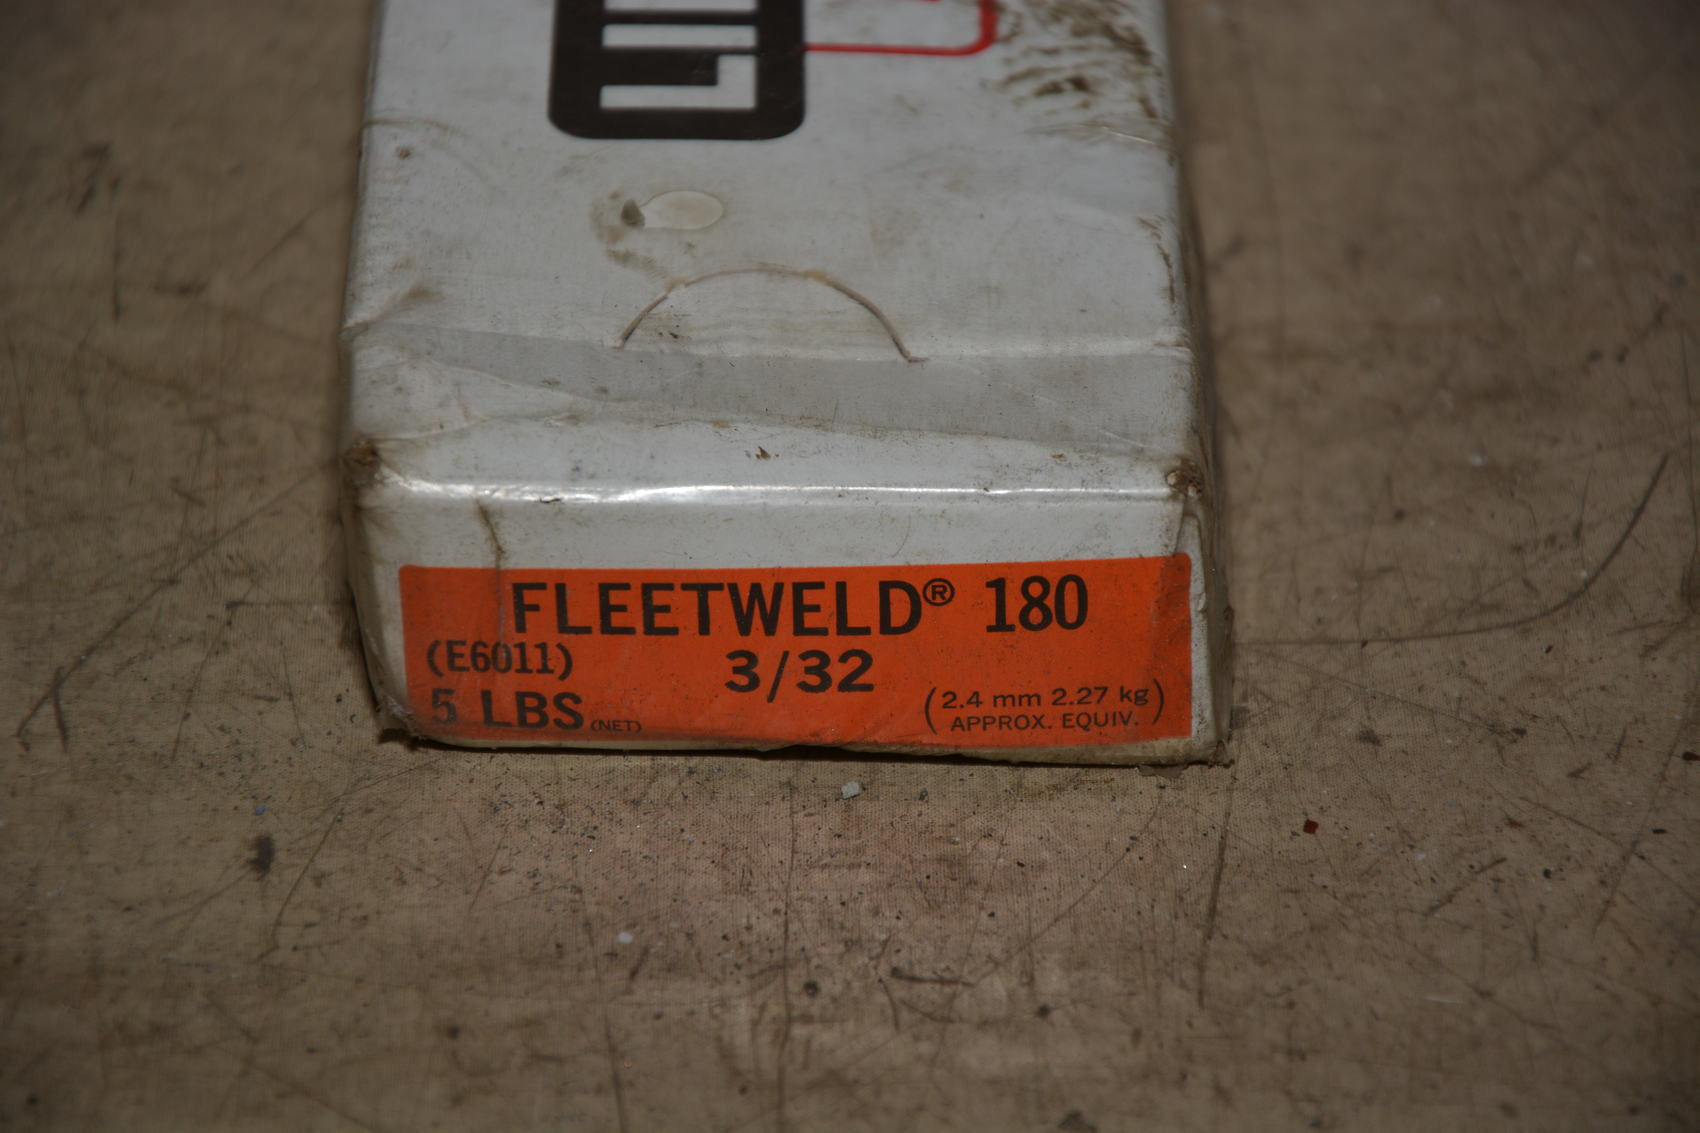 FLEETWELD® 180
(E6011)
3/32
5 LBS (NET)
(2.4 mm 2.27 kg)
APPROX. EQUIV.